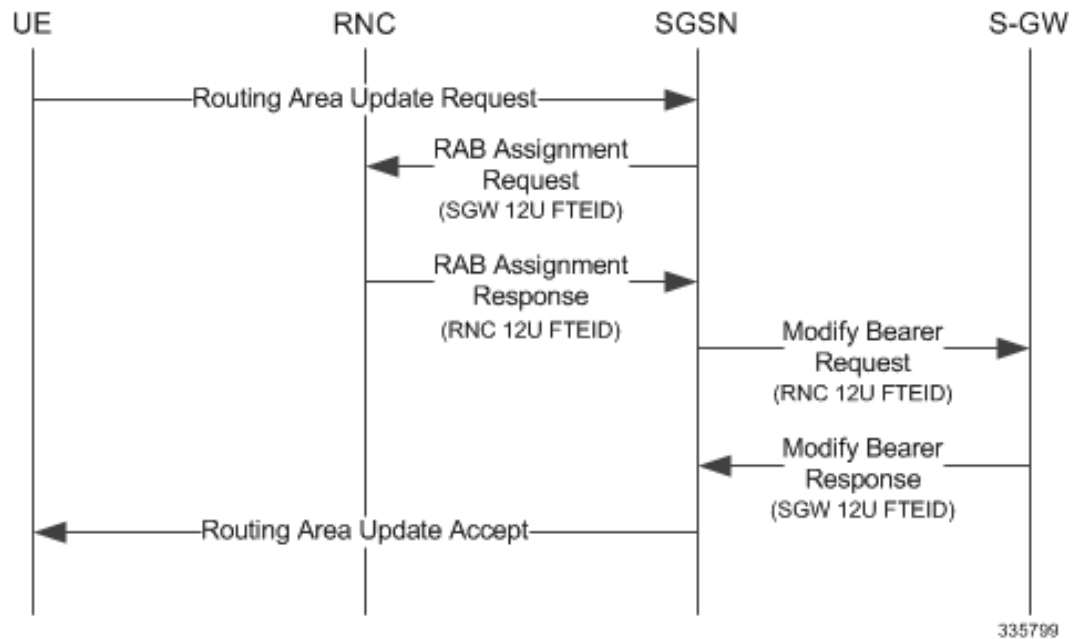 UE RNC SGSN S-GW
Routing Area Update Request
RAB Assignment
Request
(SGW 12U FTEID)
RAB Assignment
Response
(RNC 12U FTEID)
Modify Bearer
Request
(RNC 12U FTEID)
Modify Bearer
Response
(SGW 12U FTEID)
Routing Area Update Accept
335799